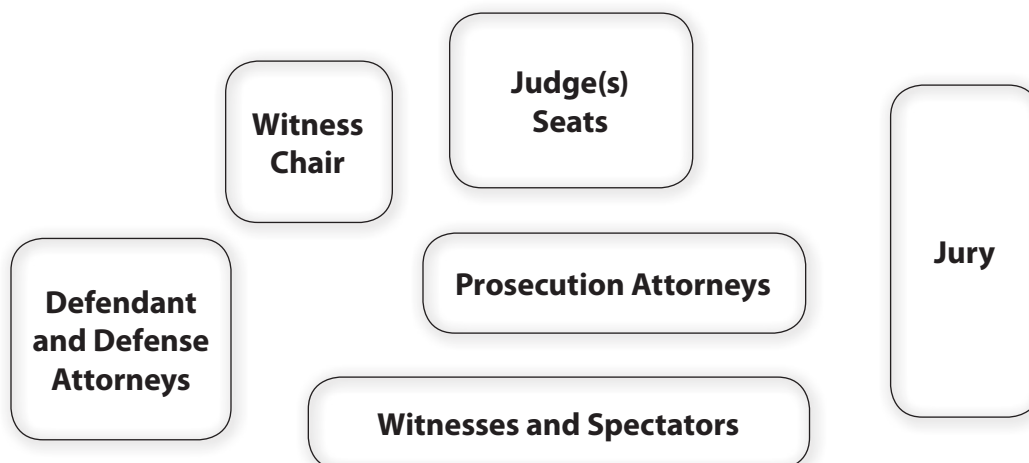 Judge(s)
Seats
Witness
Chair
Jury
Prosecution Attorneys
Defendant
and Defense
Attorneys
Witnesses and Spectators